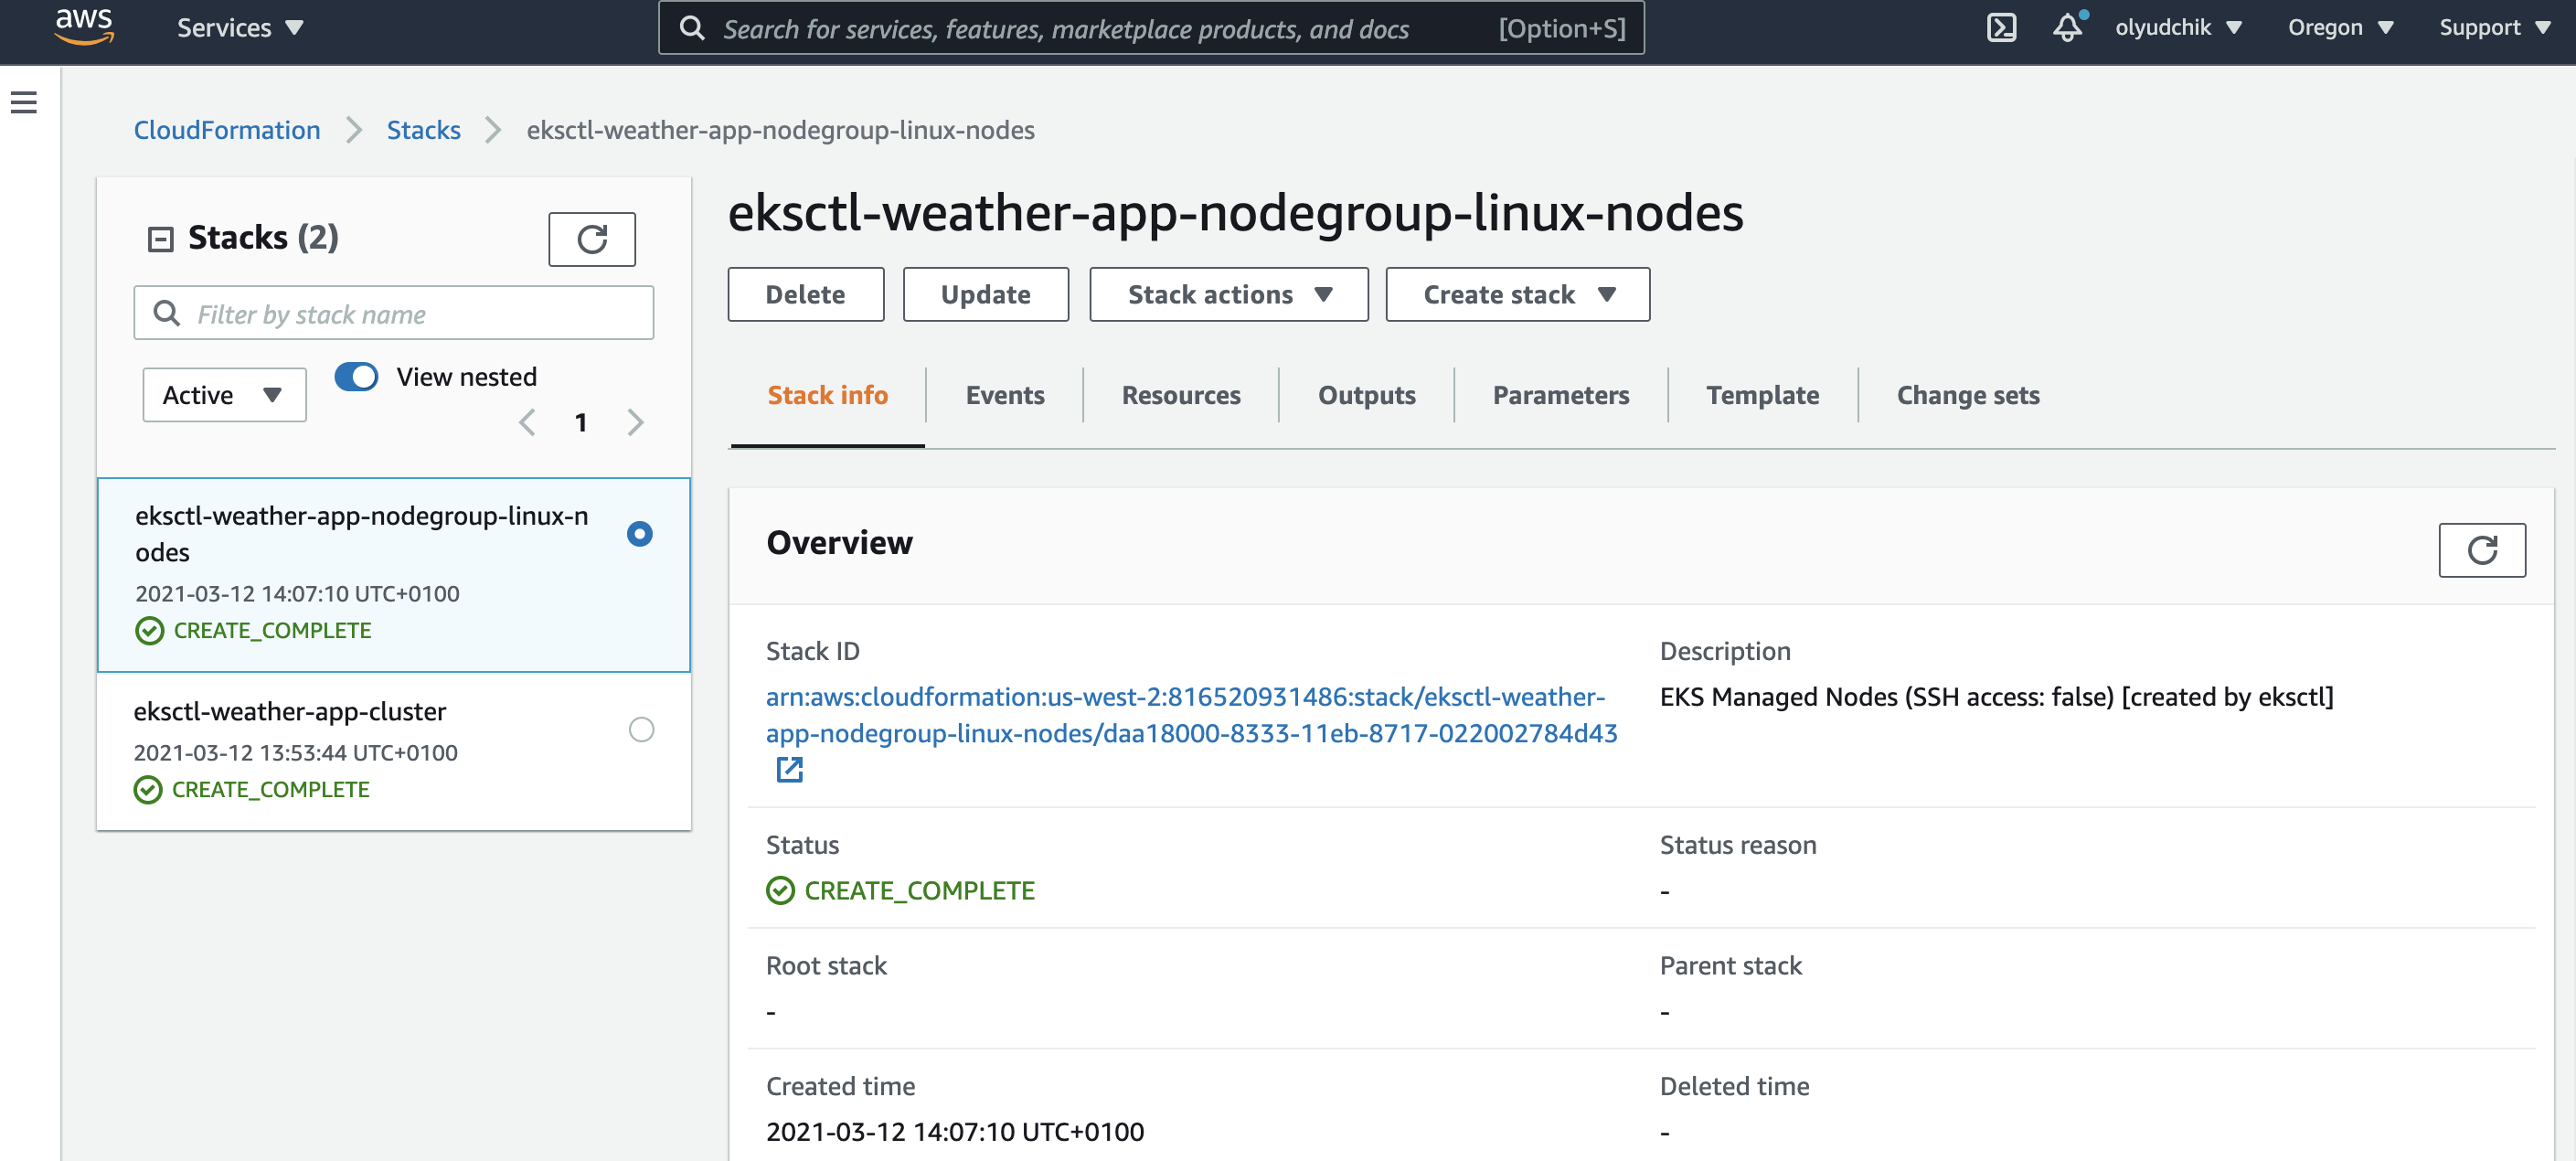 aws
Services
Search for services, features, marketplace products, and docs
[Option+S]
olyudchik
Oregon
Support
CloudFormation
Stacks
eksctl-weather-app-nodegroup-linux-nodes
Stacks (2)
Filter by stack name
Active
View nested
1
eksctl-weather-app-nodegroup-linux-n
odes
2021-03-12 14:07:10 UTC+0100
CREATE_COMPLETE
eksctl-weather-app-cluster
2021-03-12 13:53:44 UTC+0100
CREATE_COMPLETE
eksctl-weather-app-nodegroup-linux-nodes
Delete
Update
Stack actions
Create stack
Stack info
Events
Resources
Outputs
Parameters
Template
Change sets
Overview
Stack ID
arn:aws:cloudformation:us-west-2:816520931486:stack/eksctl-weather-
app-nodegroup-linux-nodes/daa18000-8333-11eb-8717-022002784d43
Description
EKS Managed Nodes (SSH access: false) [created by eksctl]
Status
CREATE_COMPLETE
Status reason
-
Root stack
-
Parent stack
-
Created time
2021-03-12 14:07:10 UTC+0100
Deleted time
-